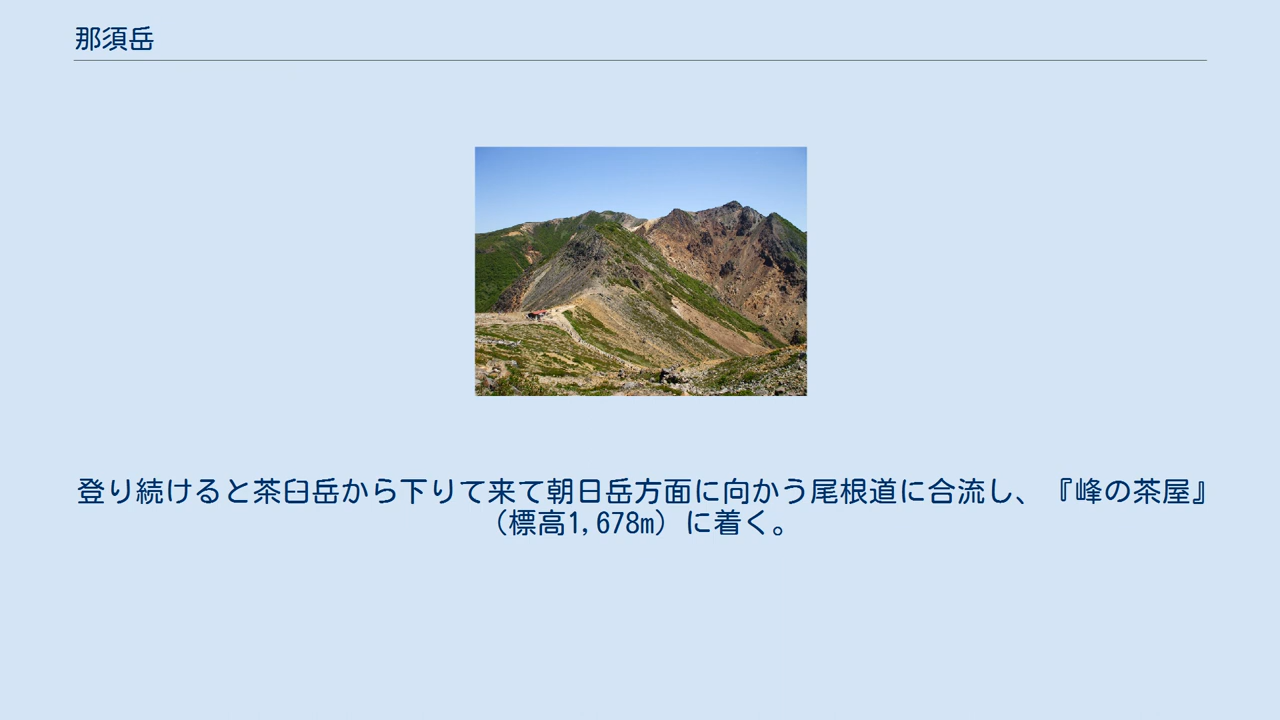 那須岳
登り続けると茶臼岳から下りて来て朝日岳方面に向かう尾根道に合流し、『峰の茶屋』
（標高1,678m）に着く。